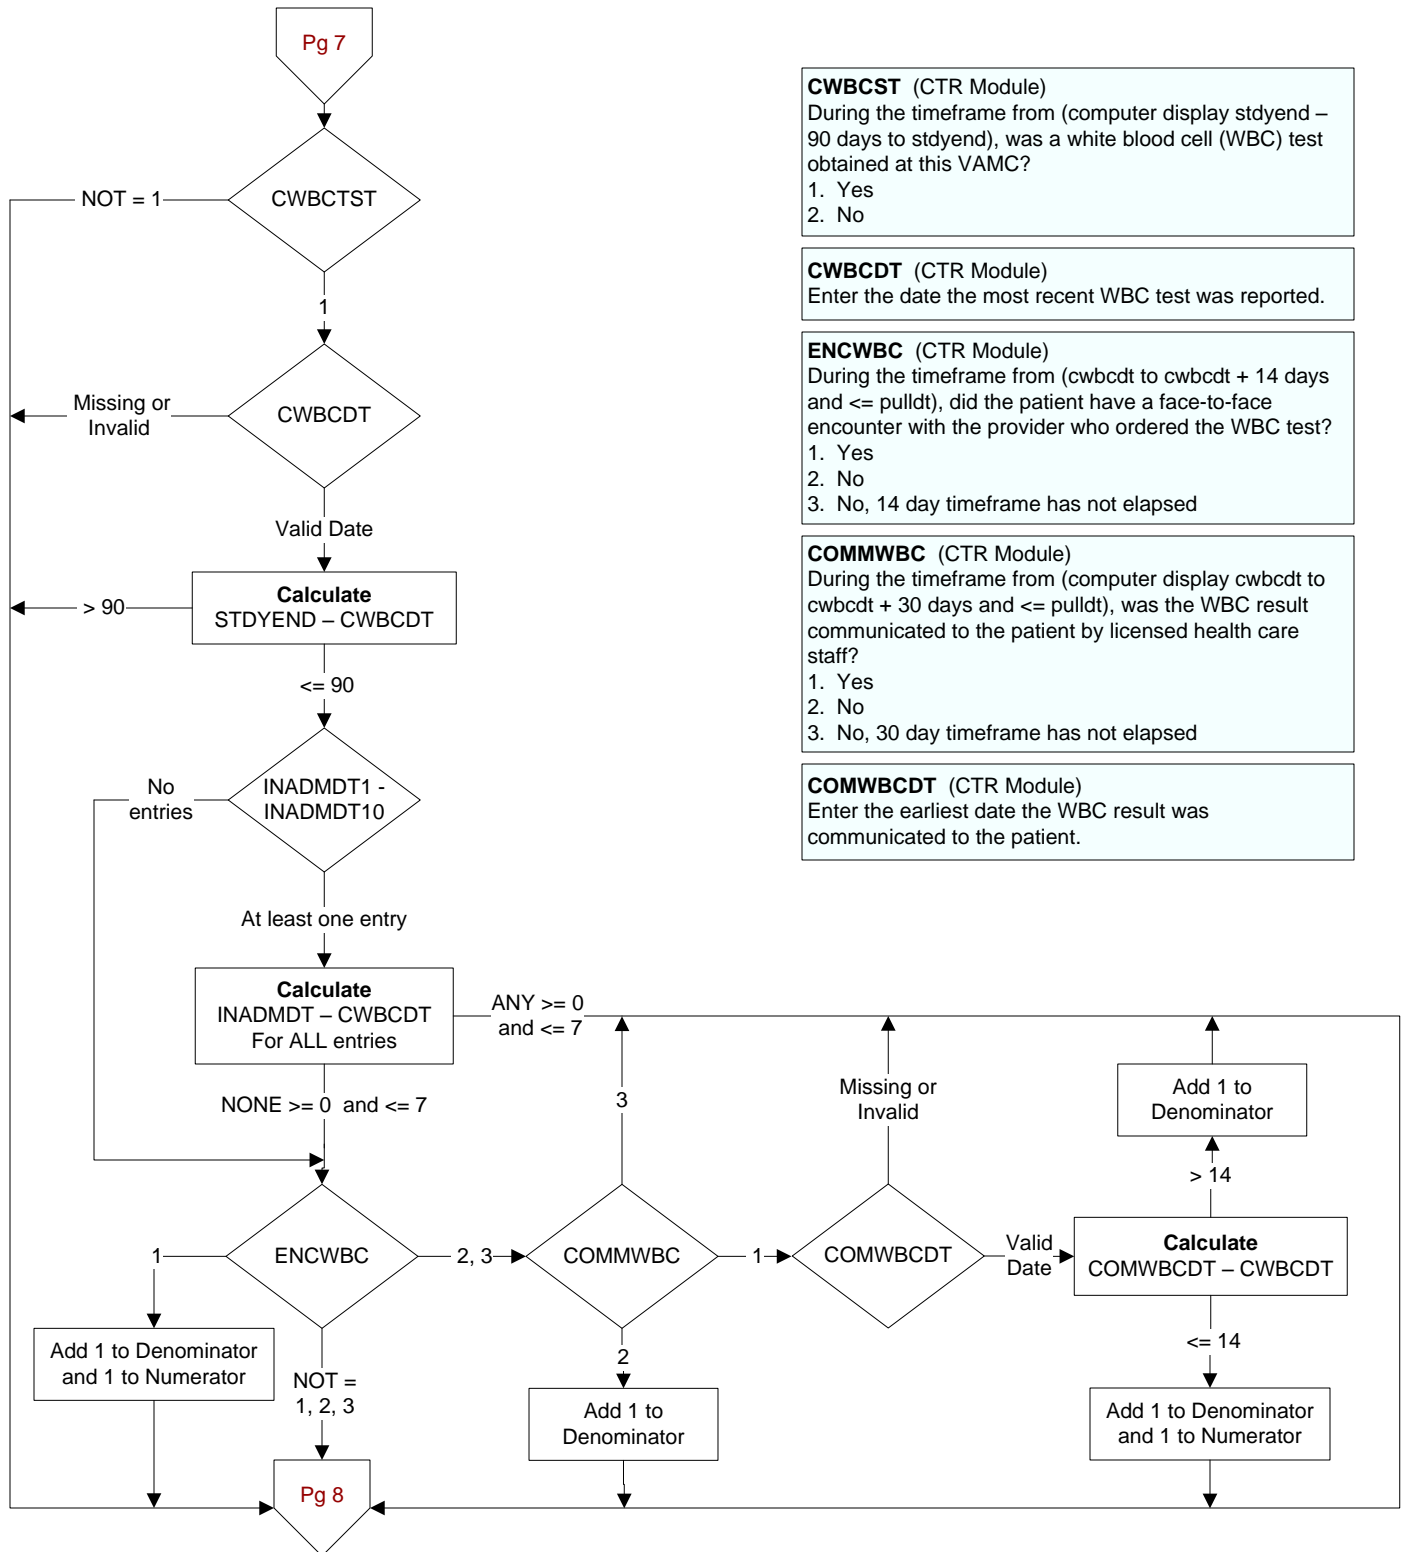 Pg 7
CWBCST (CTR Module)
During the timeframe from (computer display stdyend –
90 days to stdyend), was a white blood cell (WBC) test
obtained at this VAMC?
1. Yes
2. No
CWBCDT (CTR Module)
Enter the date the most recent WBC test was reported.
ENCWBC (CTR Module)
During the timeframe from (cwbcdt to cwbcdt + 14 days
and <= pulldt), did the patient have a face-to-face
encounter with the provider who ordered the WBC test?
1. Yes
2. No
3. No, 14 day timeframe has not elapsed
COMMWBC (CTR Module)
During the timeframe from (computer display cwbcdt to
cwbcdt + 30 days and <= pulldt), was the WBC result
communicated to the patient by licensed health care
staff?
1. Yes
2. No
3. No, 30 day timeframe has not elapsed
COMWBCDT (CTR Module)
Enter the earliest date the WBC result was
communicated to the patient.
CWBCTST
NOT = 1
1
CWBCDT
Missing or
Invalid
Valid Date
Calculate
STDYEND – CWBCDT
> 90
<= 90
INADMDT1 -
INADMDT10
No
entries
At least one entry
Calculate
INADMDT – CWBCDT
For ALL entries
ANY >= 0
and <= 7
NONE >= 0 and <= 7
ENCWBC
1
Add 1 to Denominator
and 1 to Numerator
NOT =
1, 2, 3
2, 3
COMMWBC
3
2
Add 1 to
Denominator
1
COMWBCDT
Missing or
Invalid
Valid
Date
Calculate
COMWBCDT – CWBCDT
> 14
Add 1 to
Denominator
<= 14
Add 1 to Denominator
and 1 to Numerator
Pg 8